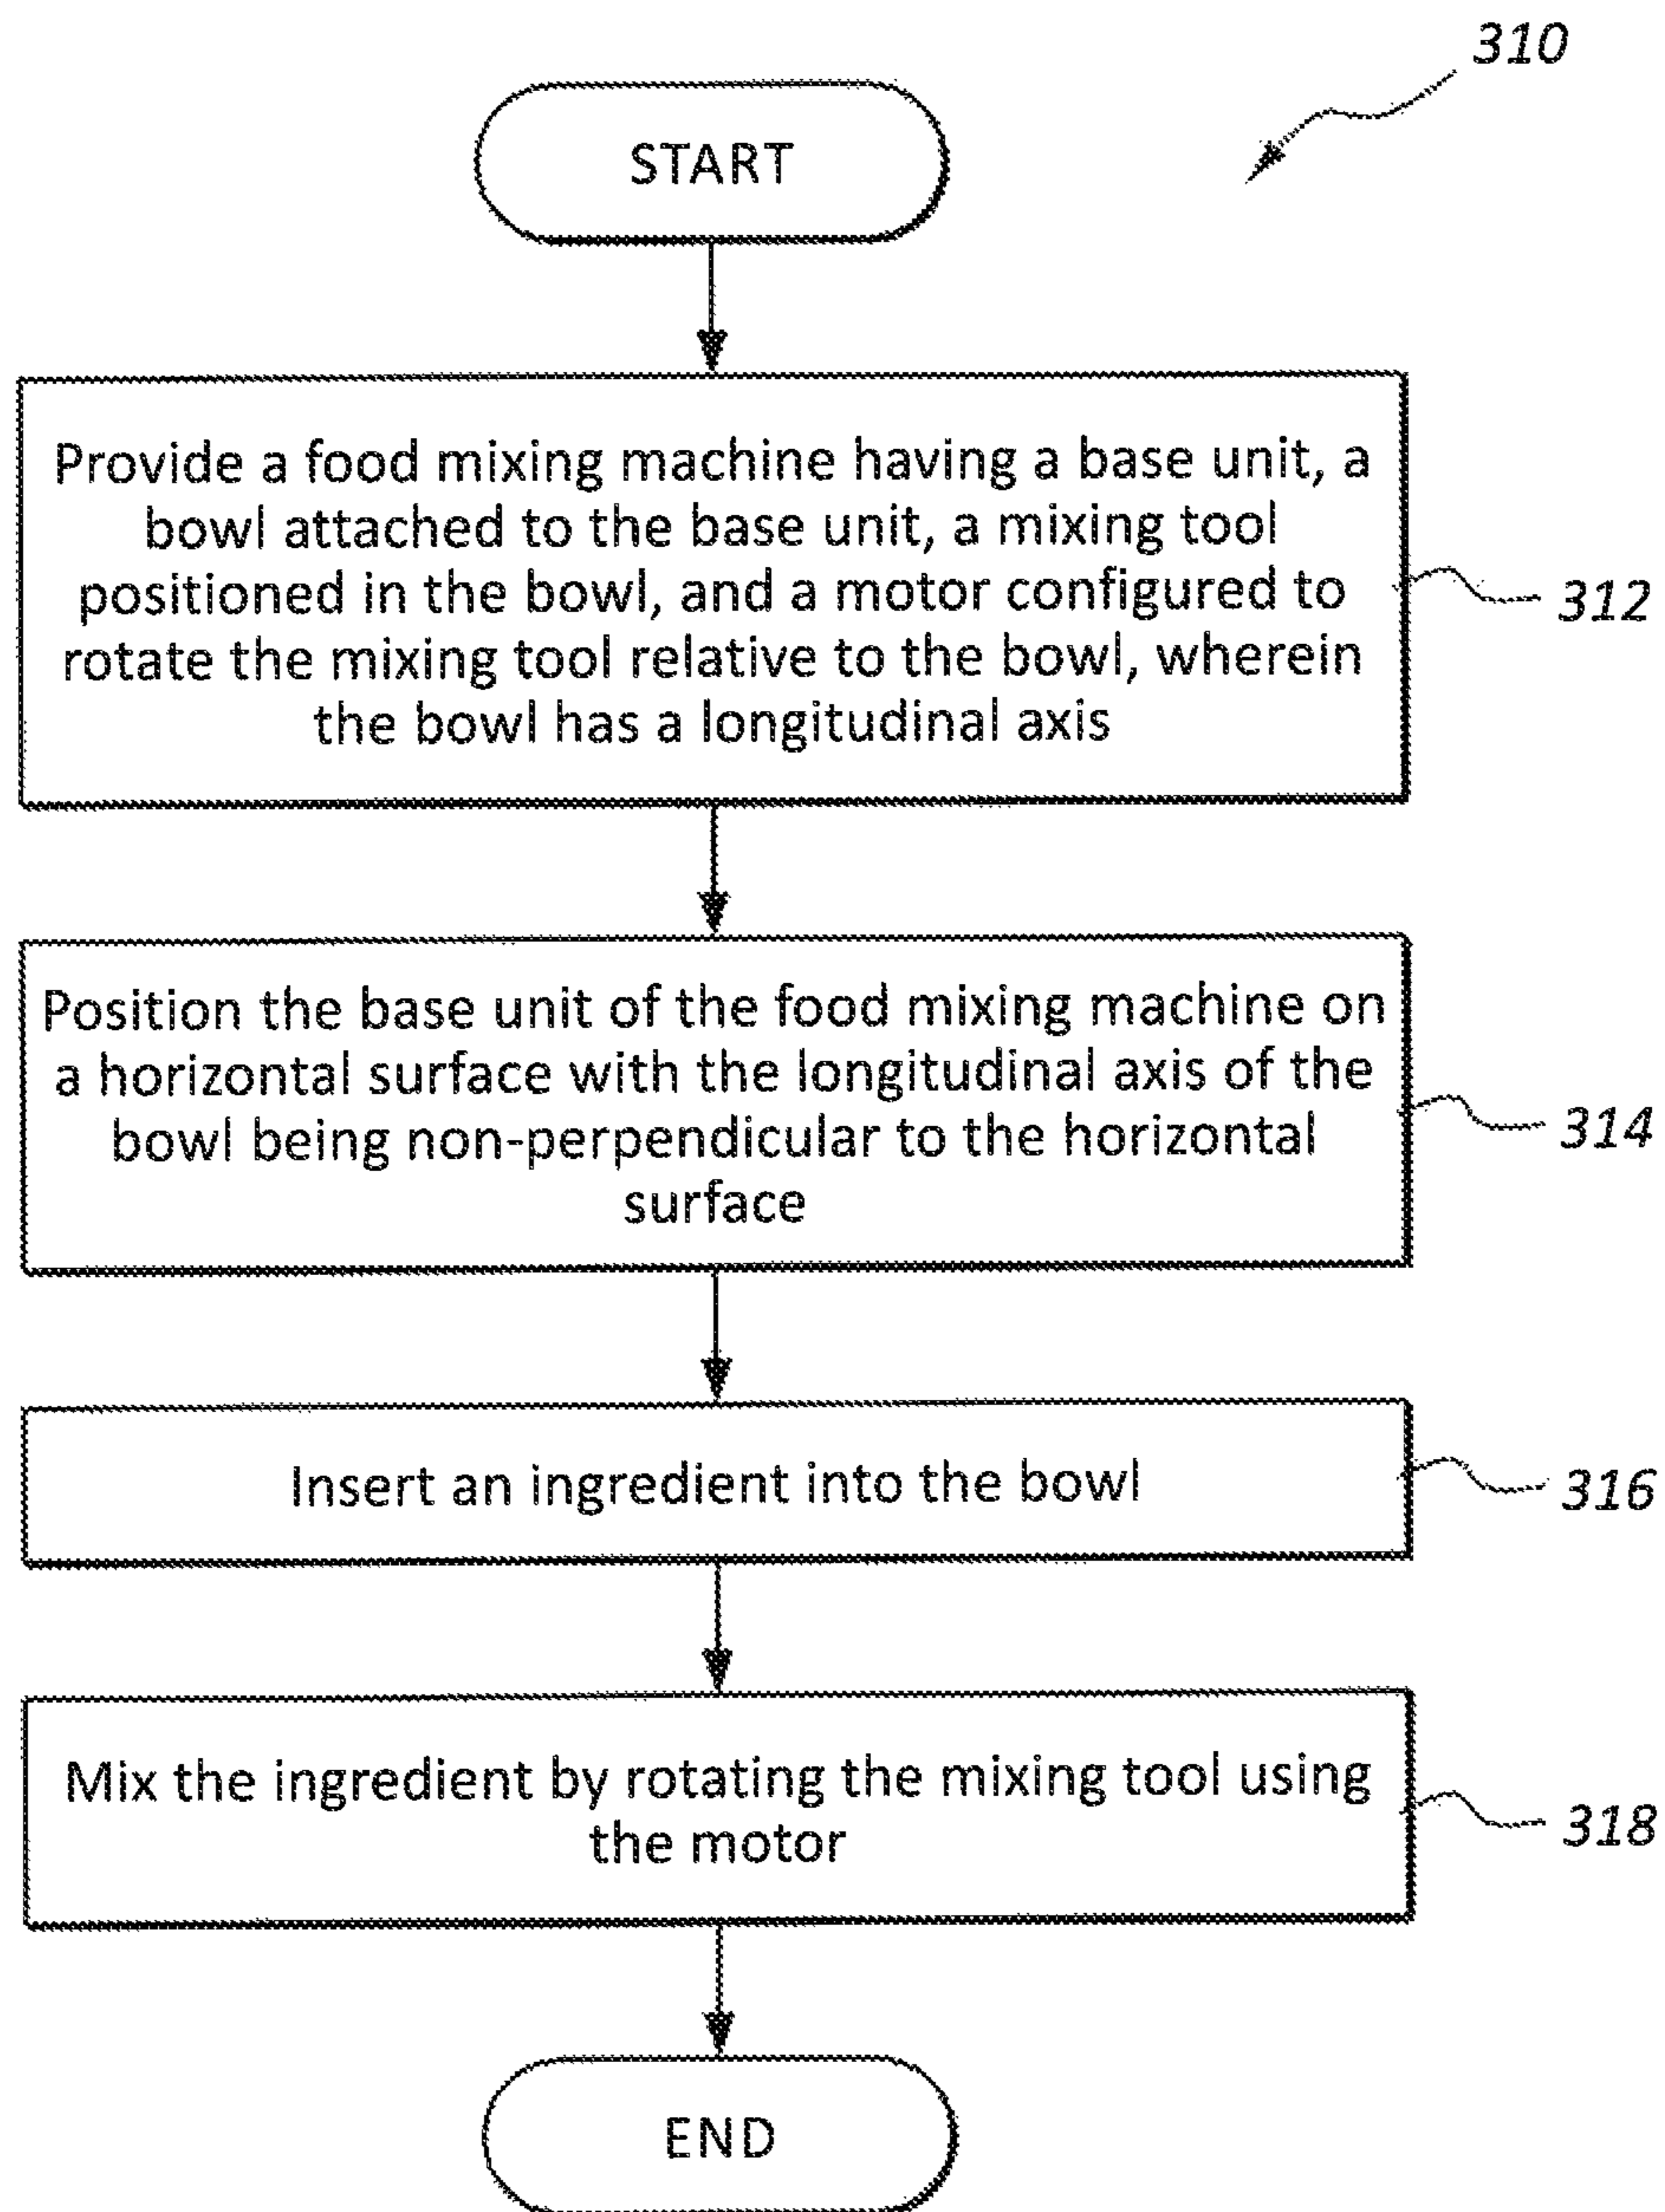 310
START
Provide a food mixing machine having a base unit, a
bowl attached to the base unit, a mixing tool
positioned in the bowl, and a motor configured to
rotate the mixing tool relative to the bowl, wherein
the bowl has a longitudinal axis
312
Position the base unit of the food mixing machine on
a horizontal surface with the longitudinal axis of the
bowl being non-perpendicular to the horizontal
surface
314
Insert an ingredient into the bowl
316
Mix the ingredient by rotating the mixing tool using
the motor
318
END